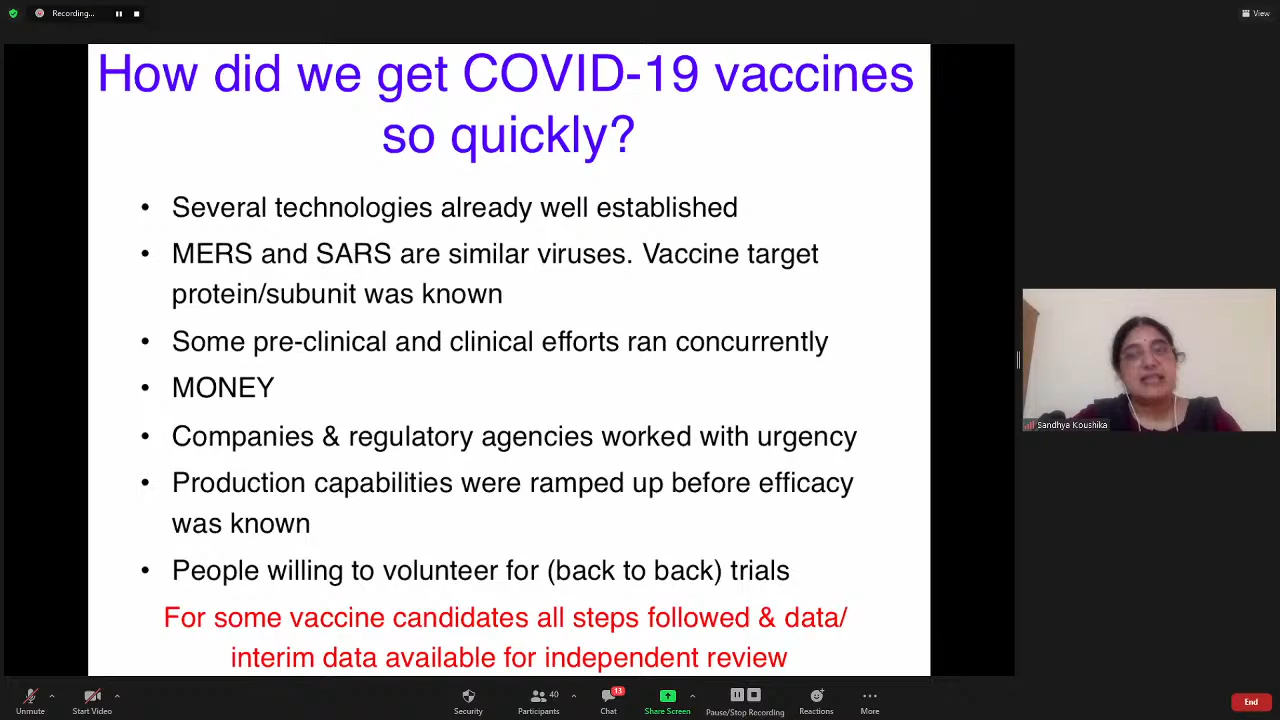 Recording...
View
How did we get COVID-19 vaccines
so quickly?
• Several technologies already well established
• MERS and SARS are similar viruses. Vaccine target
protein/subunit was known
• Some pre-clinical and clinical efforts ran concurrently
• MONEY
• Companies & regulatory agencies worked with urgency
• Production capabilities were ramped up before efficacy
was known
• People willing to volunteer for (back to back) trials
For some vaccine candidates all steps followed & data/
interim data available for independent review
Sandhya Koushika
Unmute
Start Video
Security
40
Participants
13
Chat
Share Screen
Pause/Stop Recording
Reactions
More
End